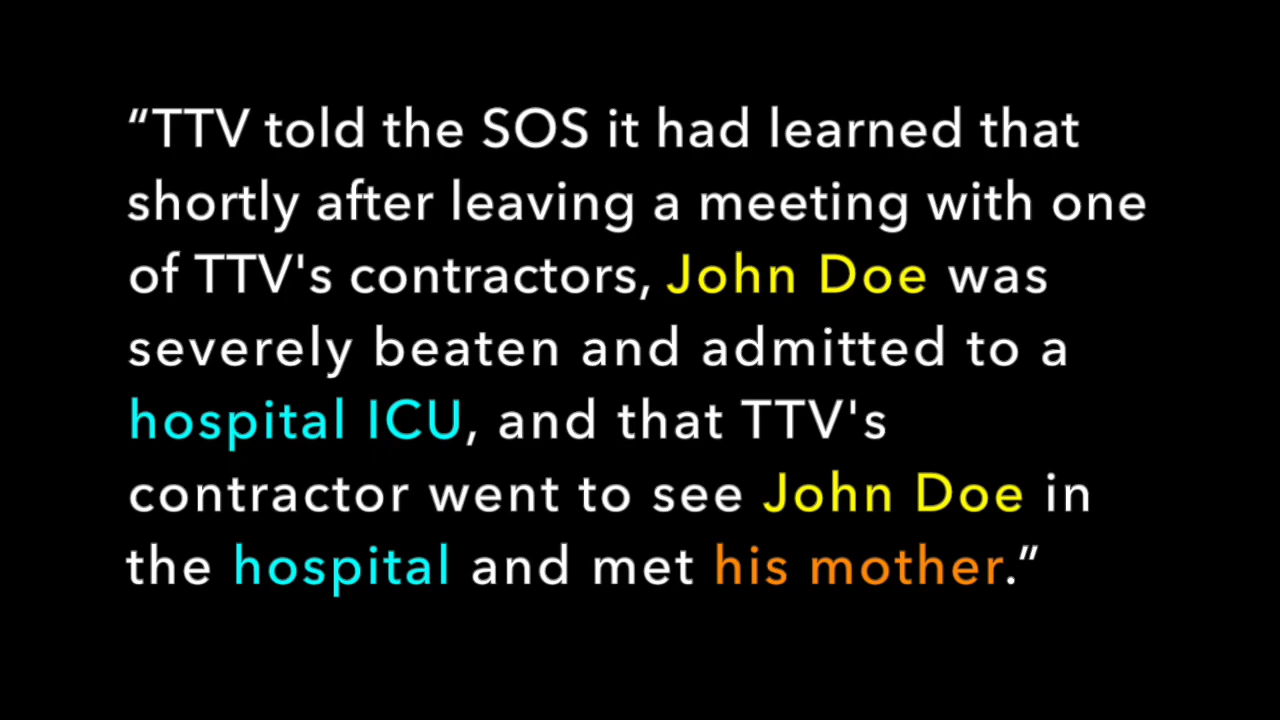 “TTV told the SOS it had learned that
shortly after leaving a meeting with one
of TTV's contractors, John Doe was
severely beaten and admitted to a
hospital ICU, and that TTV's
contractor went to see John Doe in
the hospital and met his mother.”